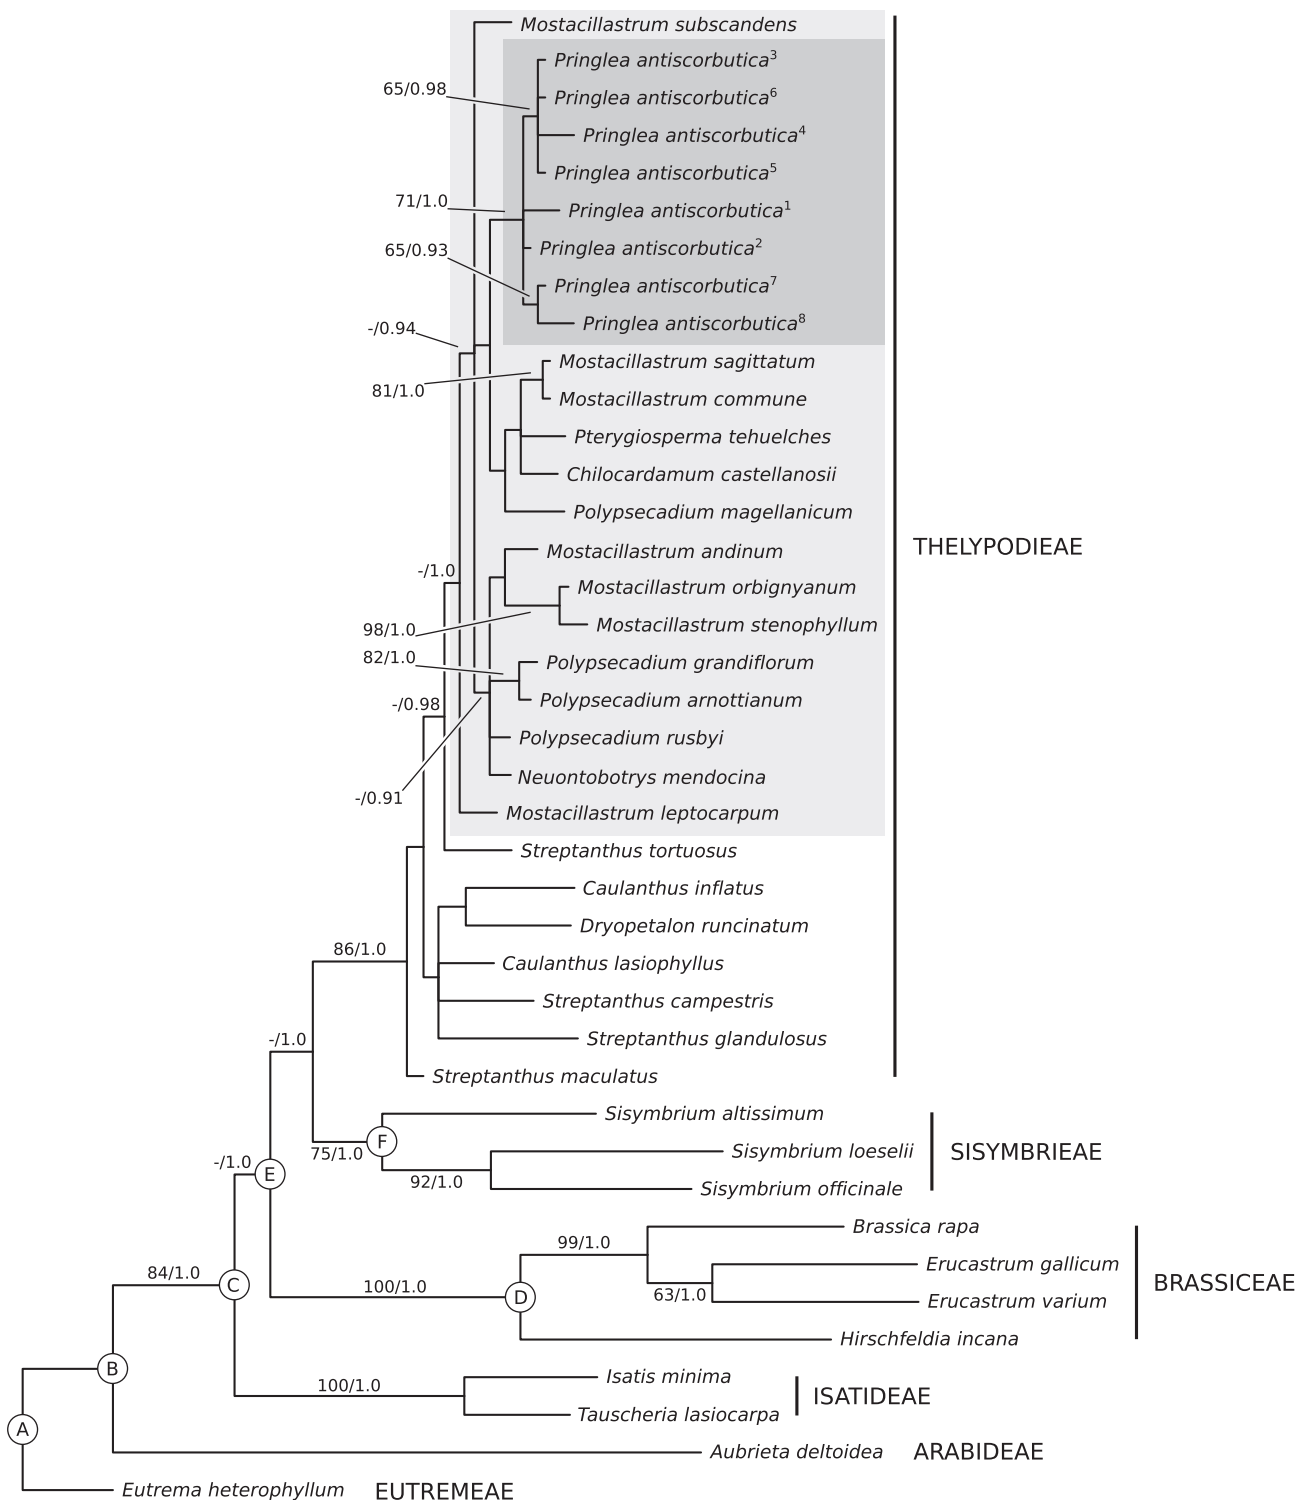 Mostacillastrum subscandens
Pringlea antiscorbutica³
65/0.98
Pringlea antiscorbutica⁶
Pringlea antiscorbutica⁴
Pringlea antiscorbutica⁵
71/1.0
Pringlea antiscorbutica¹
65/0.93
Pringlea antiscorbutica²
Pringlea antiscorbutica⁷
Pringlea antiscorbutica⁸
-/0.94
Mostacillastrum sagittatum
81/1.0
Mostacillastrum commune
Pterygiosperma tehuelches
Chilocardamum castellanosii
Polypsecadium magellanicum
THELYPODIEAE
Mostacillastrum andinum
-/1.0
Mostacillastrum orbignyanum
98/1.0
Mostacillastrum stenophyllum
82/1.0
Polypsecadium grandiflorum
-/0.98
Polypsecadium arnottianum
Polypsecadium rusbyi
Neuontobotrys mendocina
-/0.91
Mostacillastrum leptocarpum
Streptanthus tortuosus
Caulanthus inflatus
Dryopetalon runcinatum
86/1.0
Caulanthus lasiophyllus
Streptanthus campestris
-/1.0
Streptanthus glandulosus
Streptanthus maculatus
Sisymbrium altissimum
F
75/1.0
Sisymbrium loeselii
SISYMBRIEAE
-/1.0
E
92/1.0
Sisymbrium officinale
Brassica rapa
99/1.0
Erucastrum gallicum
84/1.0
C
100/1.0
D
63/1.0
BRASSICEAE
Erucastrum varium
Hirschfeldia incana
B
Isatis minima
100/1.0
ISATIDEAE
Tauscheria lasiocarpa
A
Aubrieta deltoidea
ARABIDEAE
Eutrema heterophyllum
EUTREMEAE